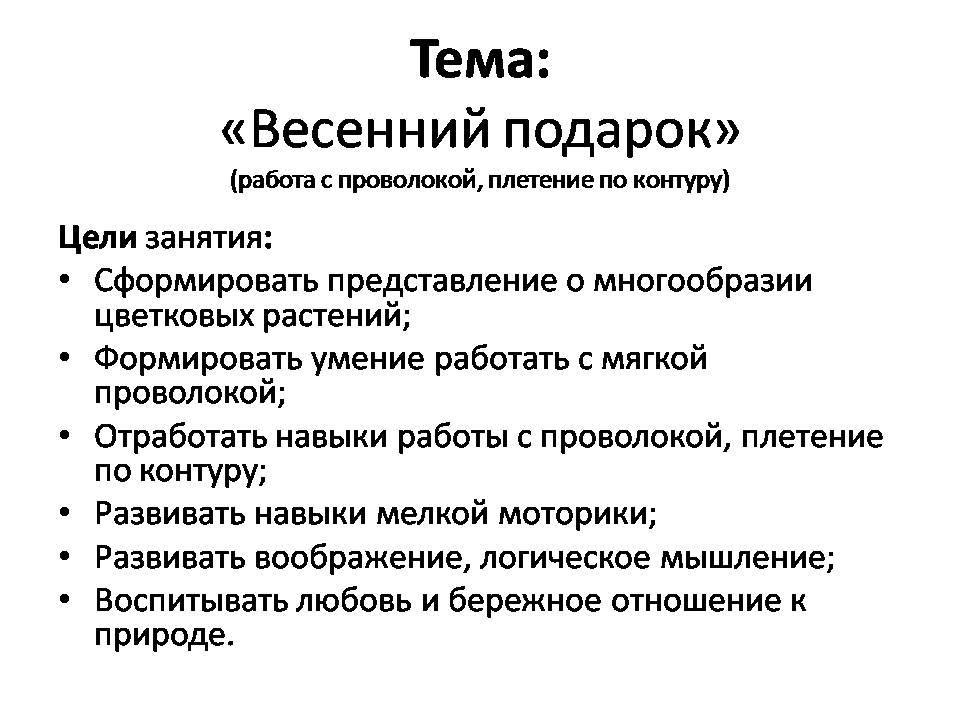 Тема:
«Весенний подарок»
(работа с проволокой, плетение по контуру)
Цели занятия:
• Сформировать представление о многообразии
цветковых растений;
• Формировать умение работать с мягкой
проволокой;
• Отработать навыки работы с проволокой, плетение
по контуру;
• Развивать навыки мелкой моторики;
• Развивать воображение, логическое мышление;
• Воспитывать любовь и бережное отношение к
природе.